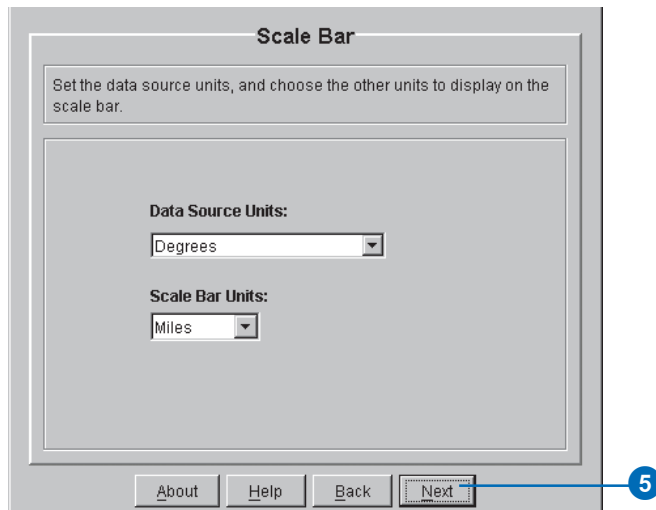 Scale Bar
Set the data source units, and choose the other units to display on the
scale bar.
Data Source Units:
Degrees
Scale Bar Units:
Miles
About Help Back Next 5